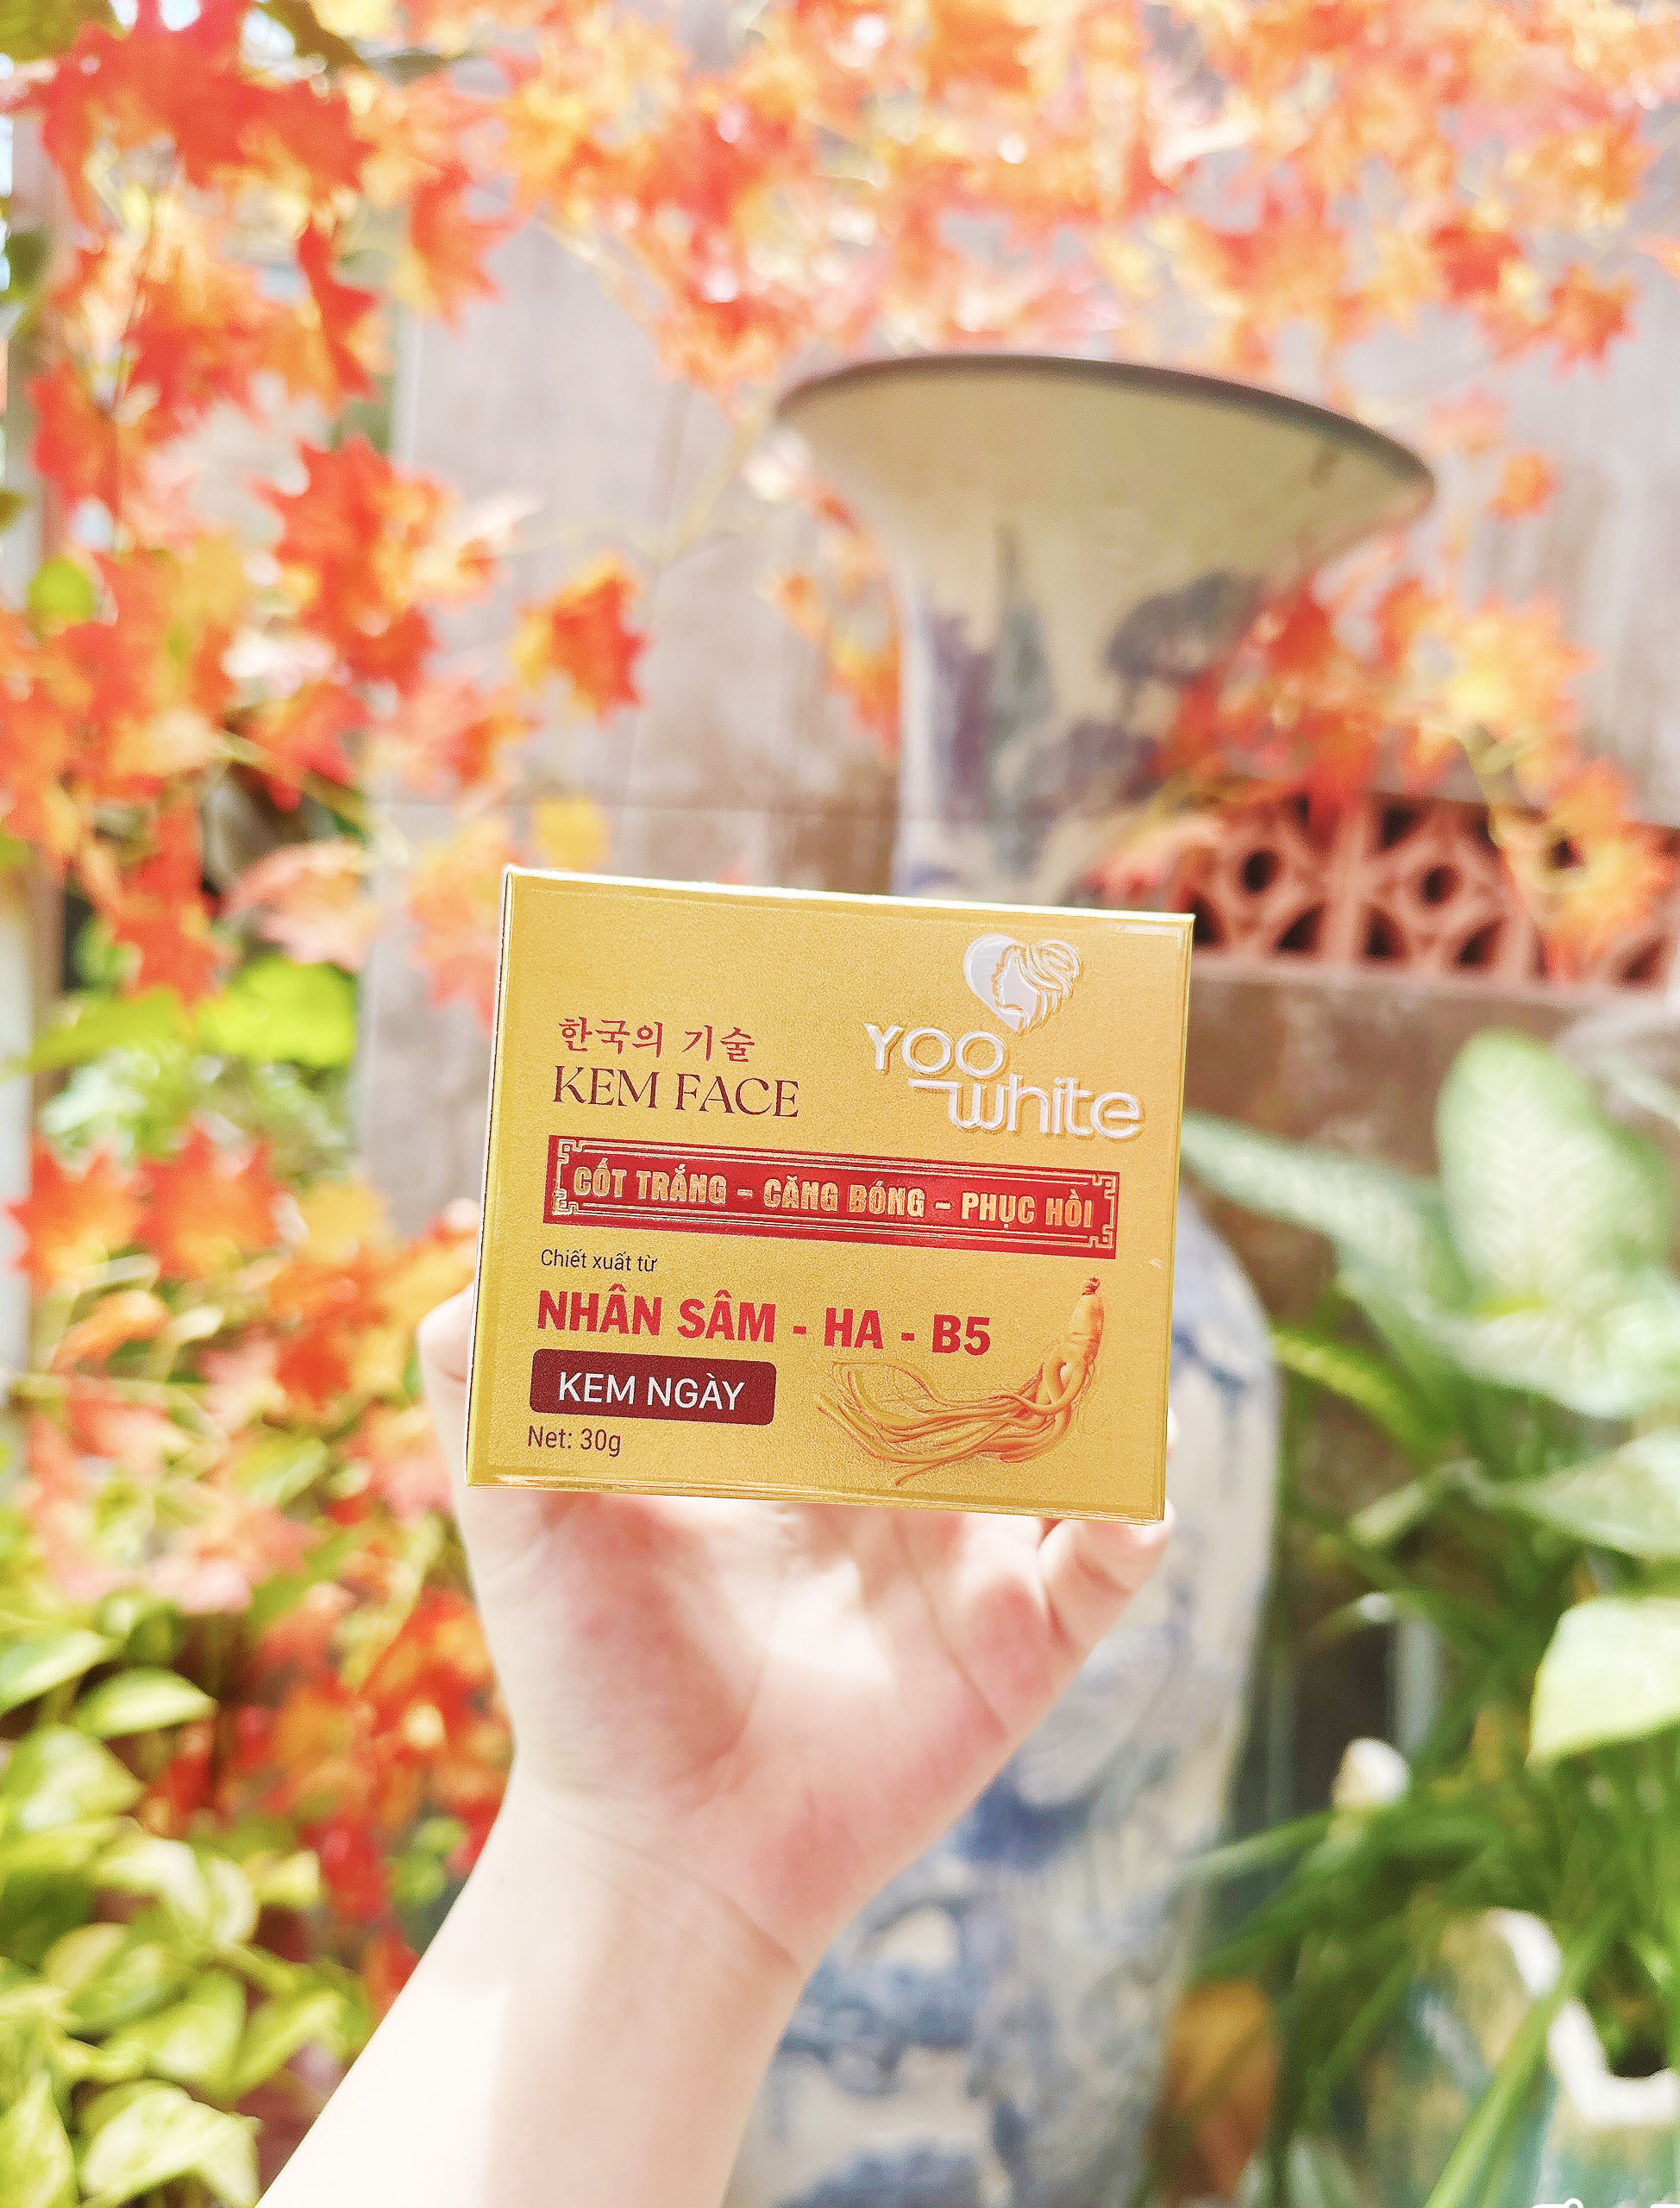 YOO
white
한국의 기술
KEM FACE
CỐT TRẮNG - CĂNG BÓNG - PHỤC HỒI
Chiết xuất từ
NHÂN SÂM - HA - B5
KEM NGÀY
Net: 30g